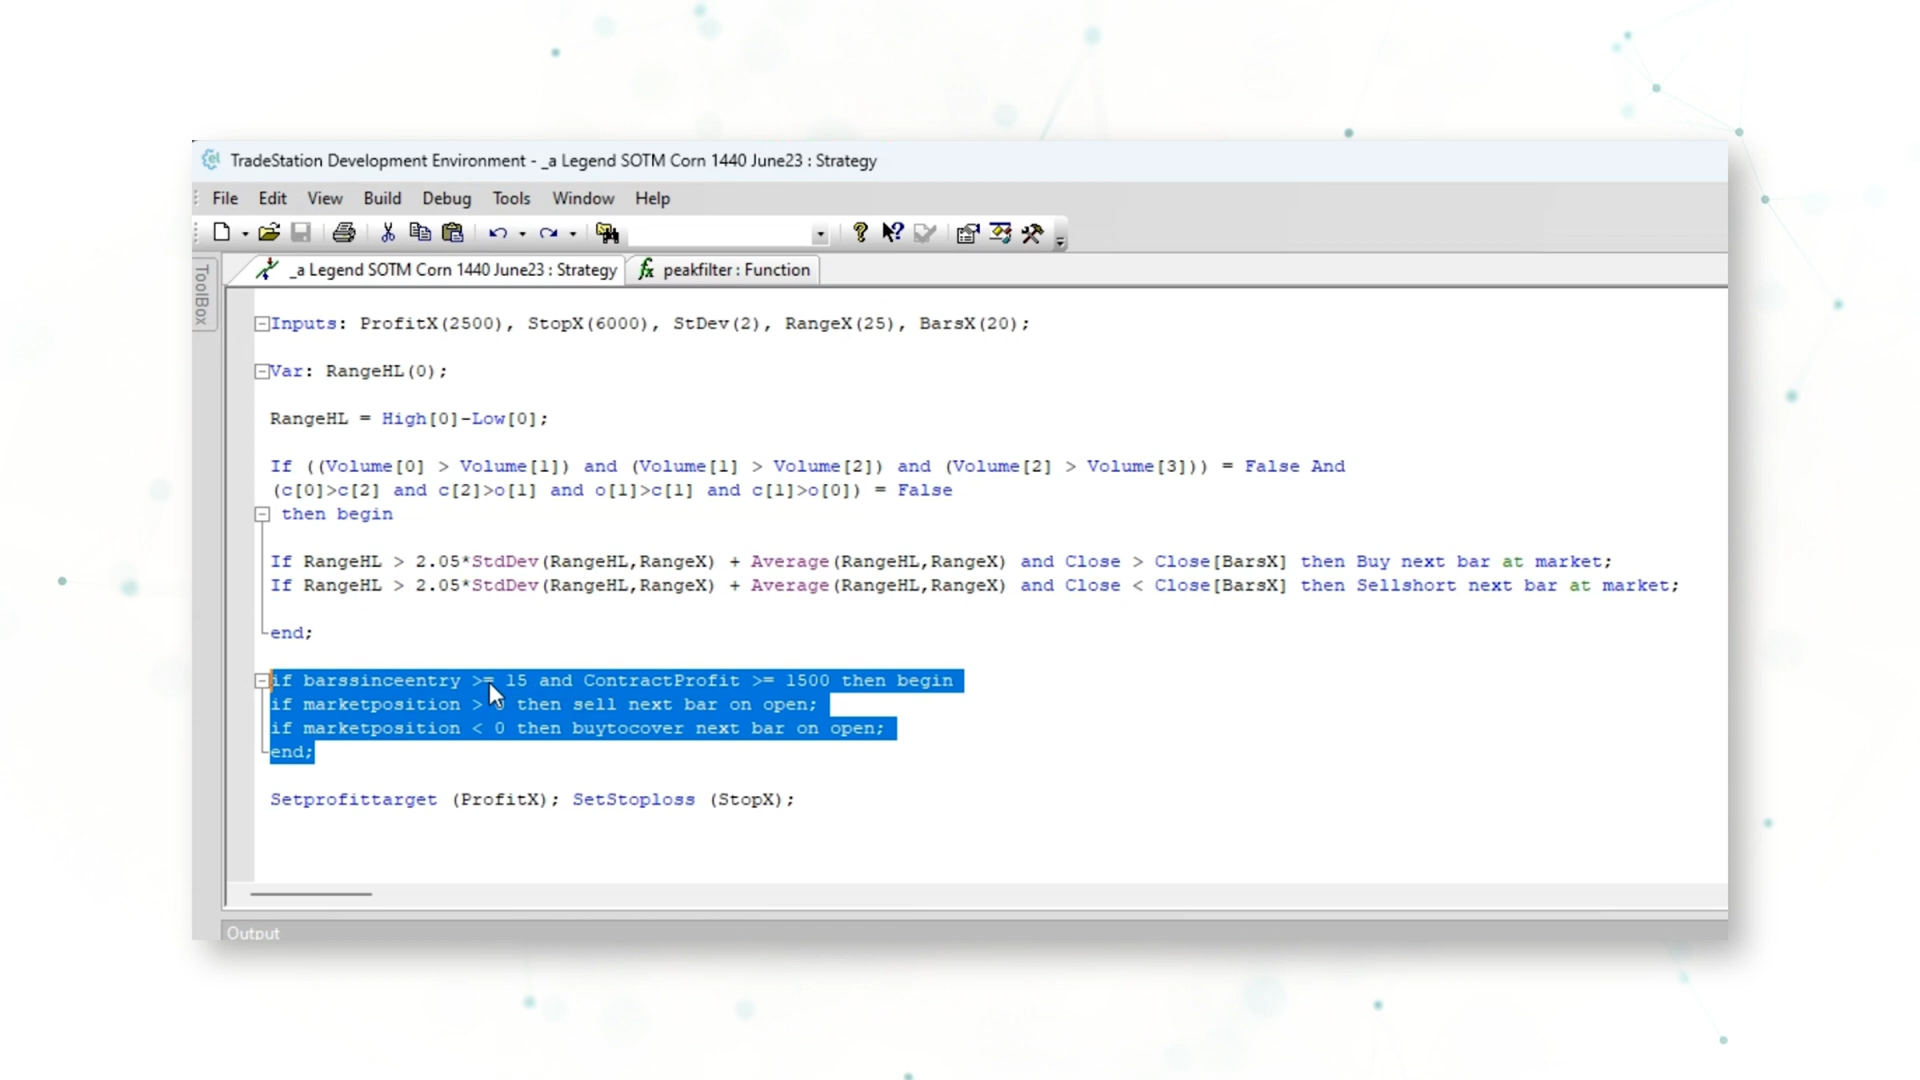 TradeStation Development Environment - _a Legend SOTM Corn 1440 June23 : Strategy
File Edit View Build Debug Tools Window Help
_a Legend SOTM Corn 1440 June23 : Strategy peakfilter : Function
ToolBox
Inputs: ProfitX(2500), StopX(6000), StDev(2), RangeX(25), BarsX(20);
Var: RangeHL(0);
RangeHL = High[0]-Low[0];
If ((Volume[0] > Volume[1]) and (Volume[1] > Volume[2]) and (Volume[2] > Volume[3])) = False And
(c[0]>c[2] and c[2]>o[1] and o[1]>c[1] and c[1]>o[0]) = False
then begin
If RangeHL > 2.05*StdDev(RangeHL,RangeX) + Average(RangeHL,RangeX) and Close > Close[BarsX] then Buy next bar at market;
If RangeHL > 2.05*StdDev(RangeHL,RangeX) + Average(RangeHL,RangeX) and Close < Close[BarsX] then Sellshort next bar at market;
end;
if barssinceentry >= 15 and ContractProfit >= 1500 then begin
if marketposition > 0 then sell next bar on open;
if marketposition < 0 then buytocover next bar on open;
end;
Setprofittarget (ProfitX); SetStoploss (StopX);
Output